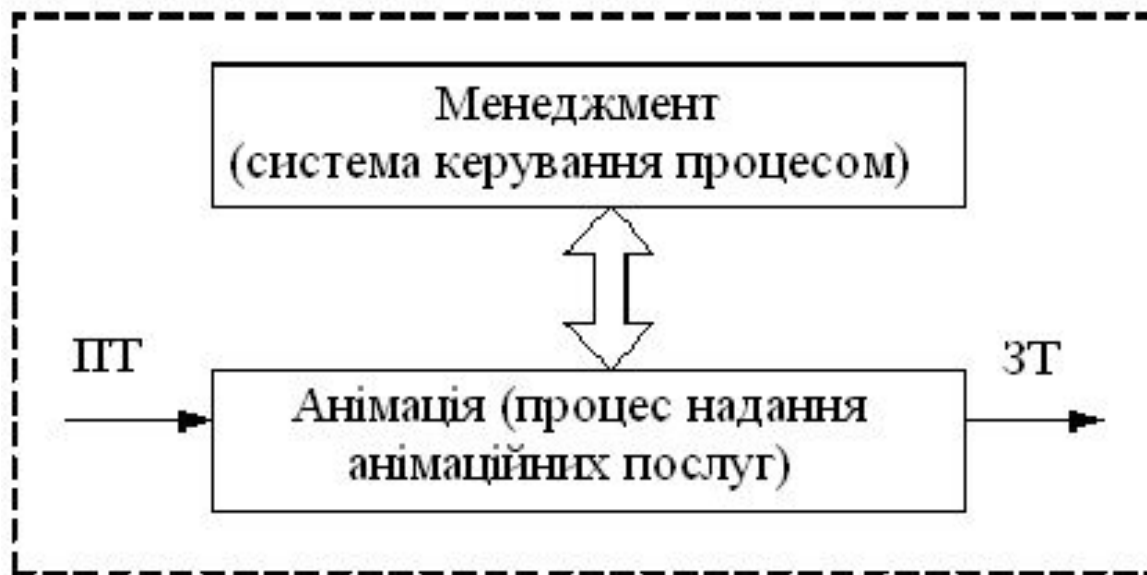 Менеджмент
(система керування процесом)
ПТ
ЗТ
Анімація (процес надання
анімаційних послуг)